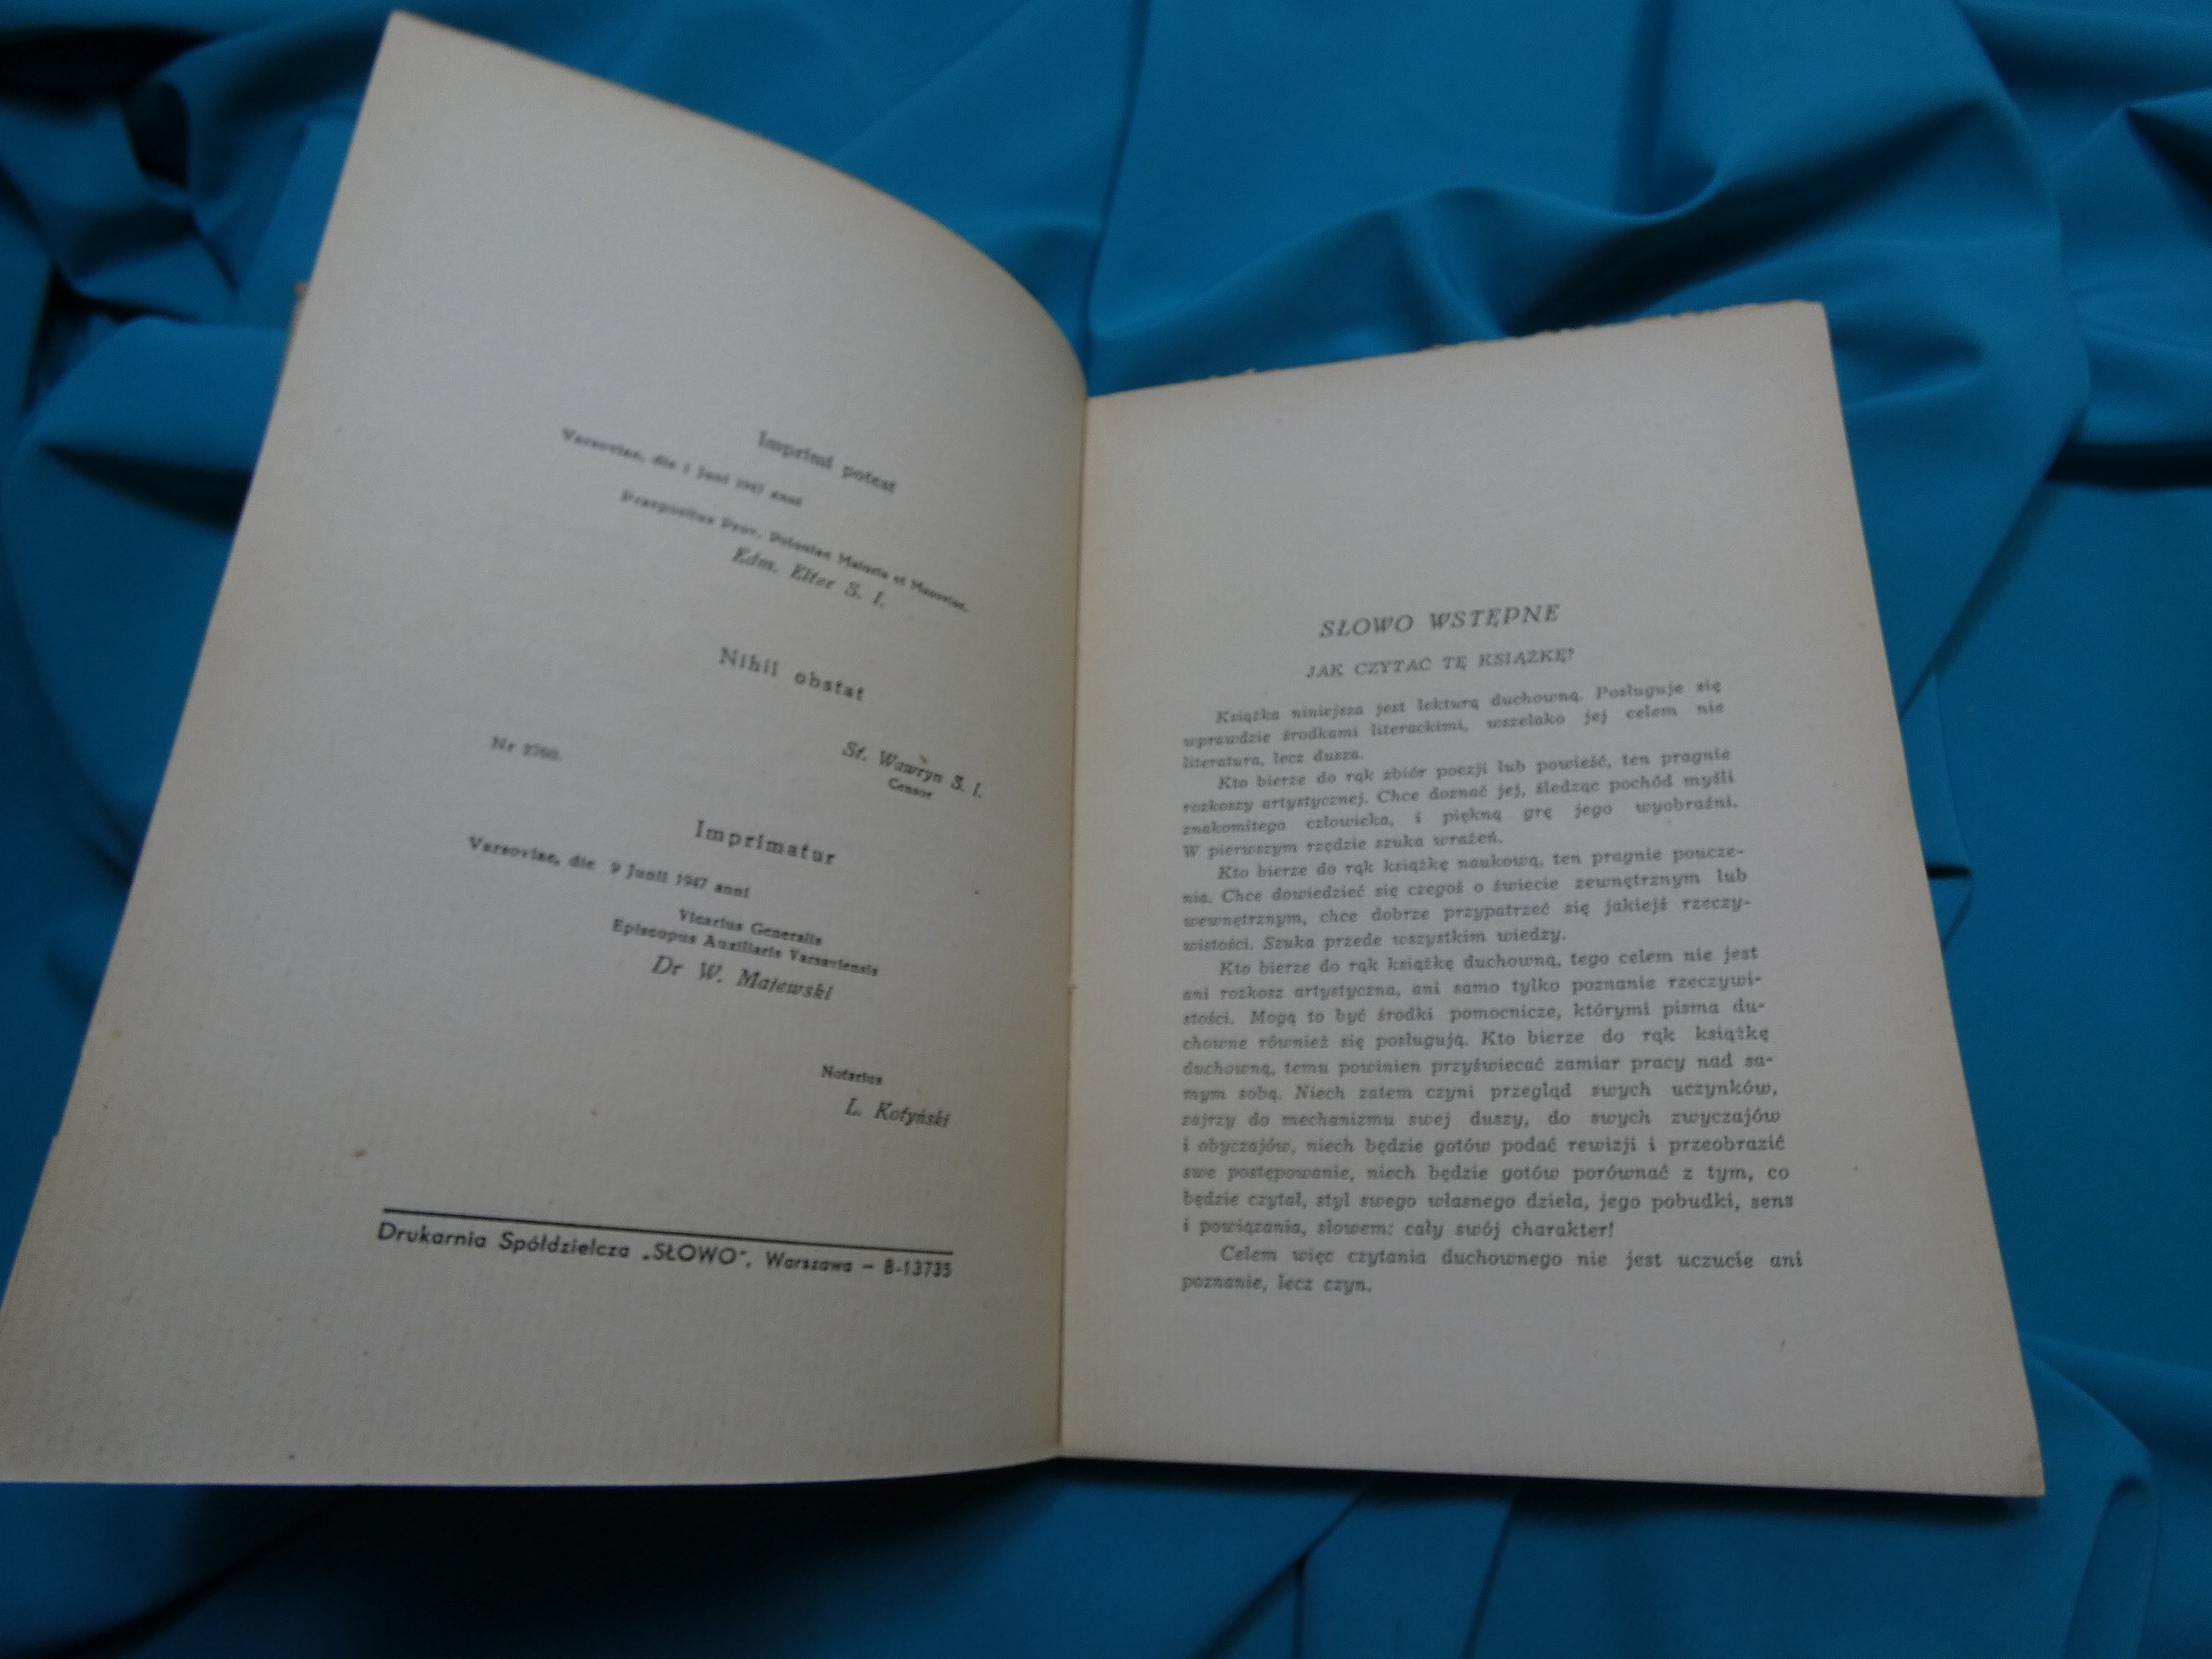 Imprimi potest
Varsoviae, die 1 Juni 1947 anni
Praepositus Prov. Poloniae Maioris et Masoviae,
Edm. Elter S. I.
Nihil obstat
Nr 2760.
St. Wawryn S. I.
Censor
Imprimatur
Varsoviae, die 9 Junii 1947 anni
Vicarius Generalis
Episcopus Auxiliaris Varsaviensis
Dr W. Majewski
Notarius
L. Kotyński
Drukarnia Spółdzielcza „SŁOWO", Warszawa — B-13735
SŁOWO WSTĘPNE
JAK CZYTAĆ TĘ KSIĄŻKĘ?
Książka niniejsza jest lekturą duchowną. Posługuje się
wprawdzie środkami literackimi, wszelako jej celem nie
literatura, lecz dusza.
Kto bierze do rąk zbiór poezji lub powieść, ten pragnie
rozkoszy artystycznej. Chce doznać jej, śledząc pochód myśli
znakomitego człowieka, i piękną grę jego wyobraźni.
W pierwszym rzędzie szuka wrażeń.
Kto bierze do rąk książkę naukową, ten pragnie poucze-
nia. Chce dowiedzieć się czegoś o świecie zewnętrznym lub
wewnętrznym, chce dobrze przypatrzeć się jakiejś rzeczy-
wistości. Szuka przede wszystkim wiedzy.
Kto bierze do rąk książkę duchowną, tego celem nie jest
ani rozkosz artystyczna, ani samo tylko poznanie rzeczywi-
stości. Mogą to być środki pomocnicze, którymi pisma du-
chowne również się posługują. Kto bierze do rąk książkę
duchowną, temu powinien przyświecać zamiar pracy nad sa-
mym sobą. Niech zatem czyni przegląd swych uczynków,
zajrzy do mechanizmu swej duszy, do swych zwyczajów
i obyczajów, niech będzie gotów podać rewizji i przeobrazić
swe postępowanie, niech będzie gotów porównać z tym, co
będzie czytał, styl swego własnego dzieła, jego pobudki, sens
i powiązania, słowem: cały swój charakter!
Celem więc czytania duchownego nie jest uczucie ani
poznanie, lecz czyn.